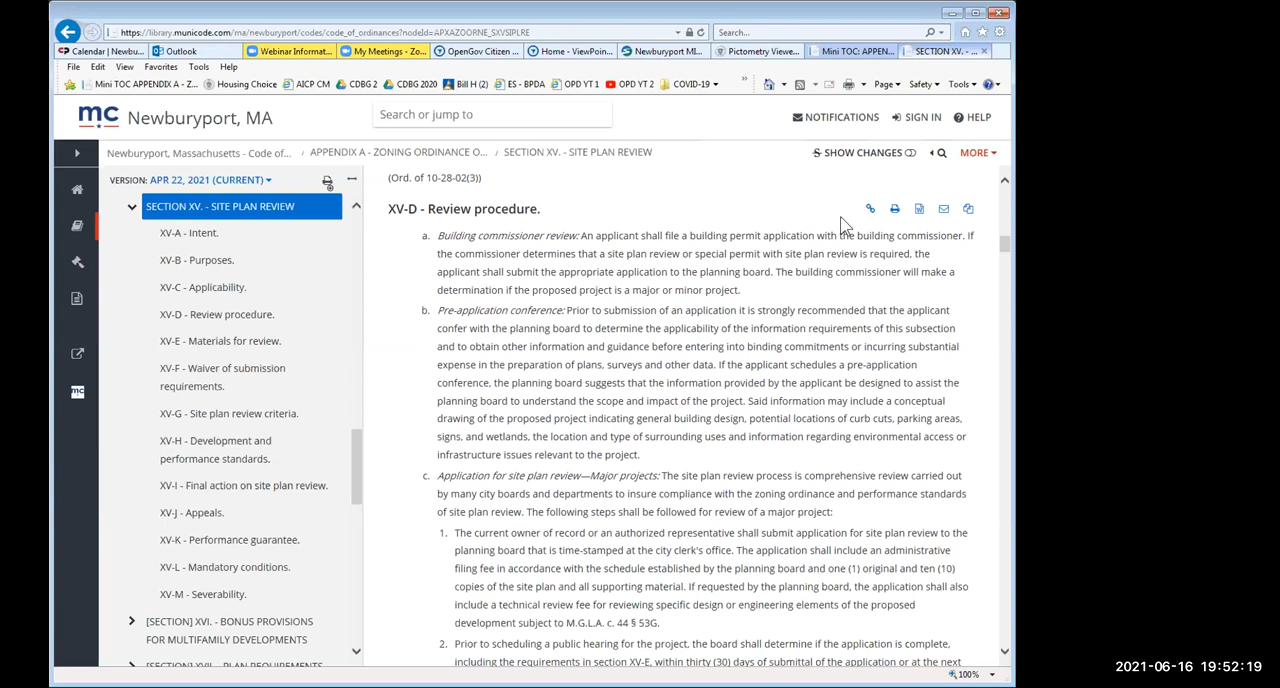 https://library.municode.com/ma/newburyport/codes/code_of_ordinances?nodeId=APXAZOORNE_SXVSIPLRE
Search...
Calendar | Newbu...
Outlook
Webinar Informat...
My Meetings - Zo...
OpenGov Citizen ...
Home - ViewPoin...
Newburyport MI...
Pictometry Viewe...
Mini TOC: APPEN...
SECTION XV. - ...
File Edit View Favorites Tools Help
Mini TOC APPENDIX A - Z...
Housing Choice
AICP CM
CDBG 2
CDBG 2020
Bill H (2)
ES - BPDA
OPD YT 1
OPD YT 2
COVID-19
Page
Safety
Tools
mc Newburyport, MA
Search or jump to
NOTIFICATIONS
SIGN IN
HELP
Newburyport, Massachusetts - Code of... / APPENDIX A - ZONING ORDINANCE O... / SECTION XV. - SITE PLAN REVIEW
SHOW CHANGES
MORE
VERSION: APR 22, 2021 (CURRENT)
SECTION XV. - SITE PLAN REVIEW
XV-A - Intent.
XV-B - Purposes.
XV-C - Applicability.
XV-D - Review procedure.
XV-E - Materials for review.
XV-F - Waiver of submission
requirements.
XV-G - Site plan review criteria.
XV-H - Development and
performance standards.
XV-I - Final action on site plan review.
XV-J - Appeals.
XV-K - Performance guarantee.
XV-L - Mandatory conditions.
XV-M - Severability.
[SECTION] XVI. - BONUS PROVISIONS
FOR MULTIFAMILY DEVELOPMENTS
[SECTION] XVII. - PLAN REQUIREMENTS
(Ord. of 10-28-02(3))
XV-D - Review procedure.
a. Building commissioner review: An applicant shall file a building permit application with the building commissioner. If
the commissioner determines that a site plan review or special permit with site plan review is required, the
applicant shall submit the appropriate application to the planning board. The building commissioner will make a
determination if the proposed project is a major or minor project.
b. Pre-application conference: Prior to submission of an application it is strongly recommended that the applicant
confer with the planning board to determine the applicability of the information requirements of this subsection
and to obtain other information and guidance before entering into binding commitments or incurring substantial
expense in the preparation of plans, surveys and other data. If the applicant schedules a pre-application
conference, the planning board suggests that the information provided by the applicant be designed to assist the
planning board to understand the scope and impact of the project. Said information may include a conceptual
drawing of the proposed project indicating general building design, potential locations of curb cuts, parking areas,
signs, and wetlands, the location and type of surrounding uses and information regarding environmental access or
infrastructure issues relevant to the project.
c. Application for site plan review—Major projects: The site plan review process is comprehensive review carried out
by many city boards and departments to insure compliance with the zoning ordinance and performance standards
of site plan review. The following steps shall be followed for review of a major project:
1. The current owner of record or an authorized representative shall submit application for site plan review to the
planning board that is time-stamped at the city clerk's office. The application shall include an administrative
filing fee in accordance with the schedule established by the planning board and one (1) original and ten (10)
copies of the site plan and all supporting material. If requested by the planning board, the application shall also
include a technical review fee for reviewing specific design or engineering elements of the proposed
development subject to M.G.L.A. c. 44 § 53G.
2. Prior to scheduling a public hearing for the project, the board shall determine if the application is complete,
including the requirements in section XV-E, within thirty (30) days of submittal of the application or at the next
100%
2021-06-16 19:52:19